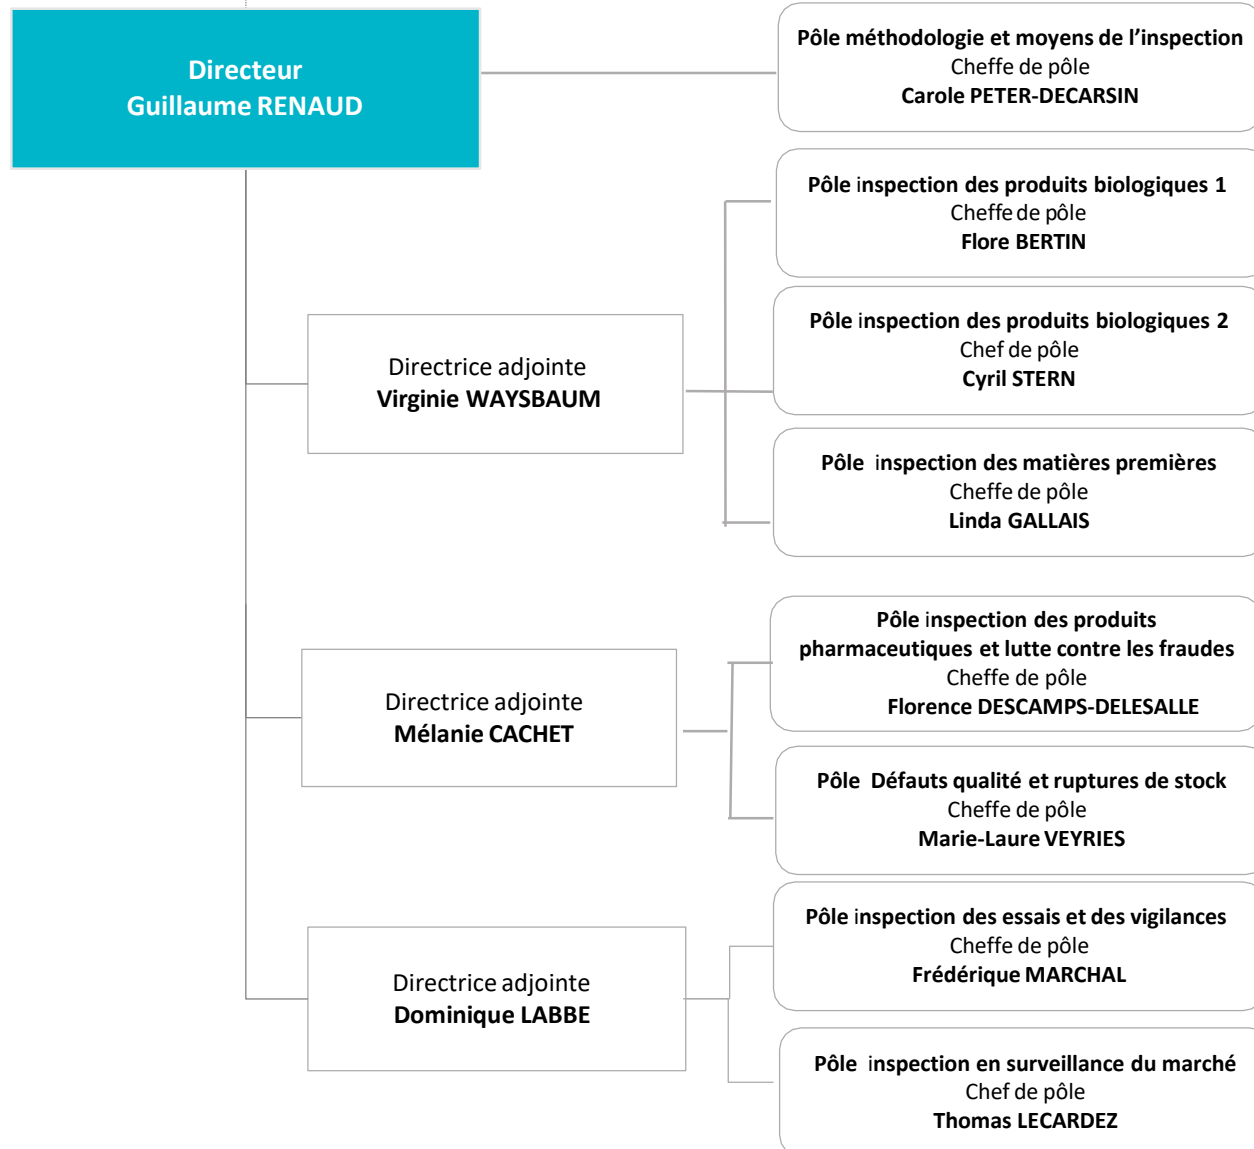 Directeur
Guillaume RENAUD
Pôle méthodologie et moyens de l’inspection
Cheffe de pôle
Carole PETER-DECARSIN
Directrice adjointe
Virginie WAYSBAUM
Pôle inspection des produits biologiques 1
Cheffe de pôle
Flore BERTIN
Pôle inspection des produits biologiques 2
Chef de pôle
Cyril STERN
Pôle inspection des matières premières
Cheffe de pôle
Linda GALLAIS
Directrice adjointe
Mélanie CACHET
Pôle inspection des produits
pharmaceutiques et lutte contre les fraudes
Cheffe de pôle
Florence DESCAMPS-DELESALLE
Pôle Défauts qualité et ruptures de stock
Cheffe de pôle
Marie-Laure VEYRIES
Directrice adjointe
Dominique LABBE
Pôle inspection des essais et des vigilances
Cheffe de pôle
Frédérique MARCHAL
Pôle inspection en surveillance du marché
Chef de pôle
Thomas LECARDEZ